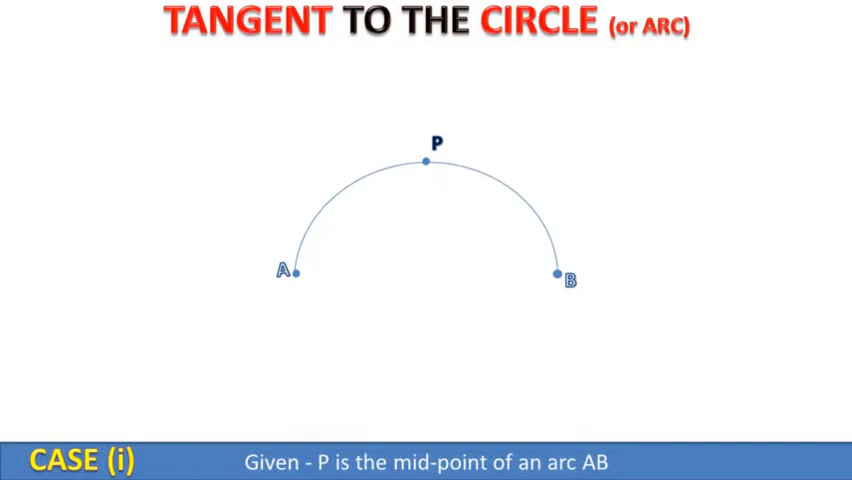 TANGENT TO THE CIRCLE (or ARC)
P
A
B
CASE (i) Given - P is the mid-point of an arc AB